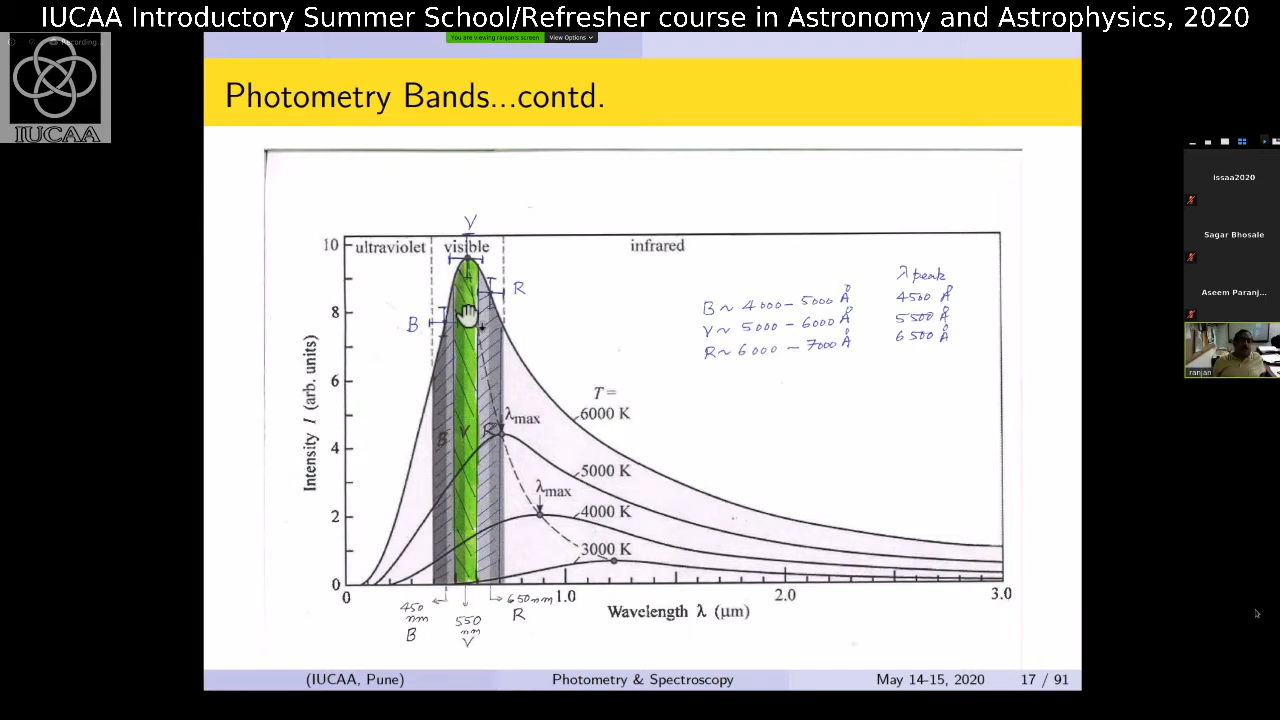 IUCAA Introductory Summer School/Refresher course in Astronomy and Astrophysics, 2020
Recording...
You are viewing ranjan's screen
View Options
IUCAA
Photometry Bands...contd.
V
10
ultraviolet
visible
infrared
λ peak
B ~ 4000 – 5000 Å 4500 Å
V ~ 5000 – 6000 Å 5500 Å
R ~ 6000 – 7000 Å 6500 Å
R
B
8
6
4
2
0
Intensity I (arb. units)
T =
6000 K
λmax
B V R
5000 K
λmax
4000 K
3000 K
0 1.0 2.0 3.0
Wavelength λ (μm)
450 nm B
550 nm V
650nm R
(IUCAA, Pune) Photometry & Spectroscopy May 14-15, 2020 17 / 91
issaa2020
Sagar Bhosale
Aseem Paranj...
ranjan